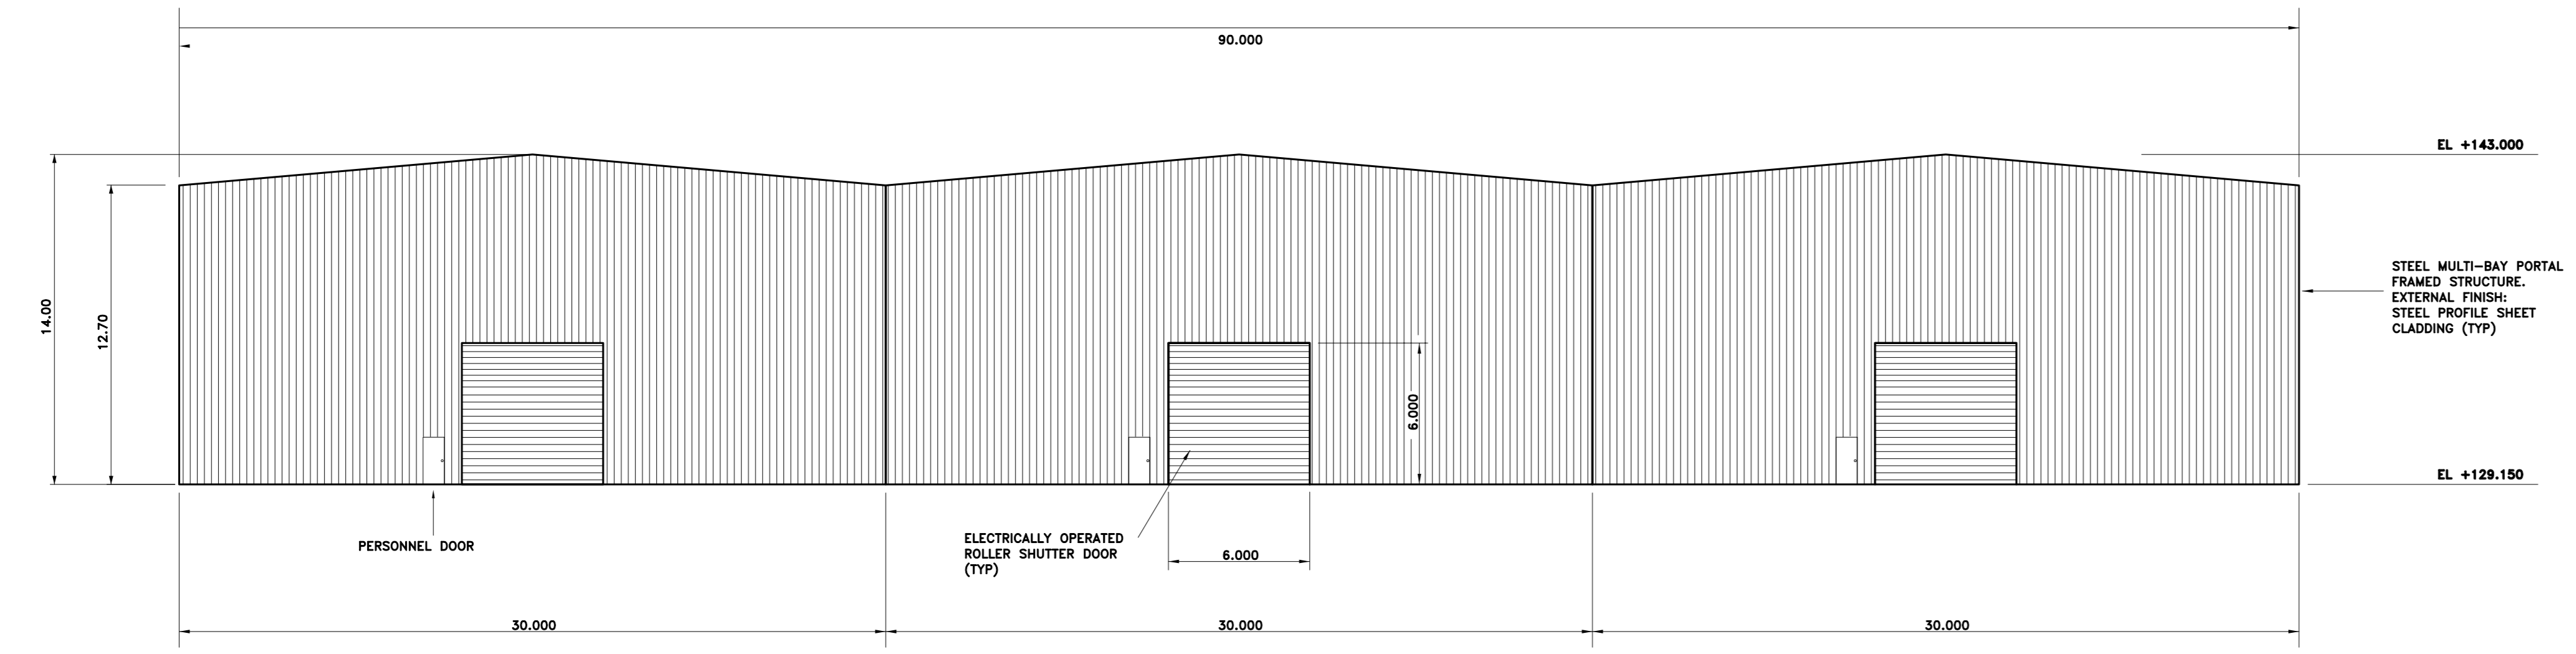 90.000
EL +143.000
14.00
12.70
STEEL MULTI-BAY PORTAL
FRAMED STRUCTURE.
EXTERNAL FINISH:
STEEL PROFILE SHEET
CLADDING (TYP)
6.000
EL +129.150
PERSONNEL DOOR
ELECTRICALLY OPERATED
ROLLER SHUTTER DOOR
(TYP)
6.000
30.000
30.000
30.000